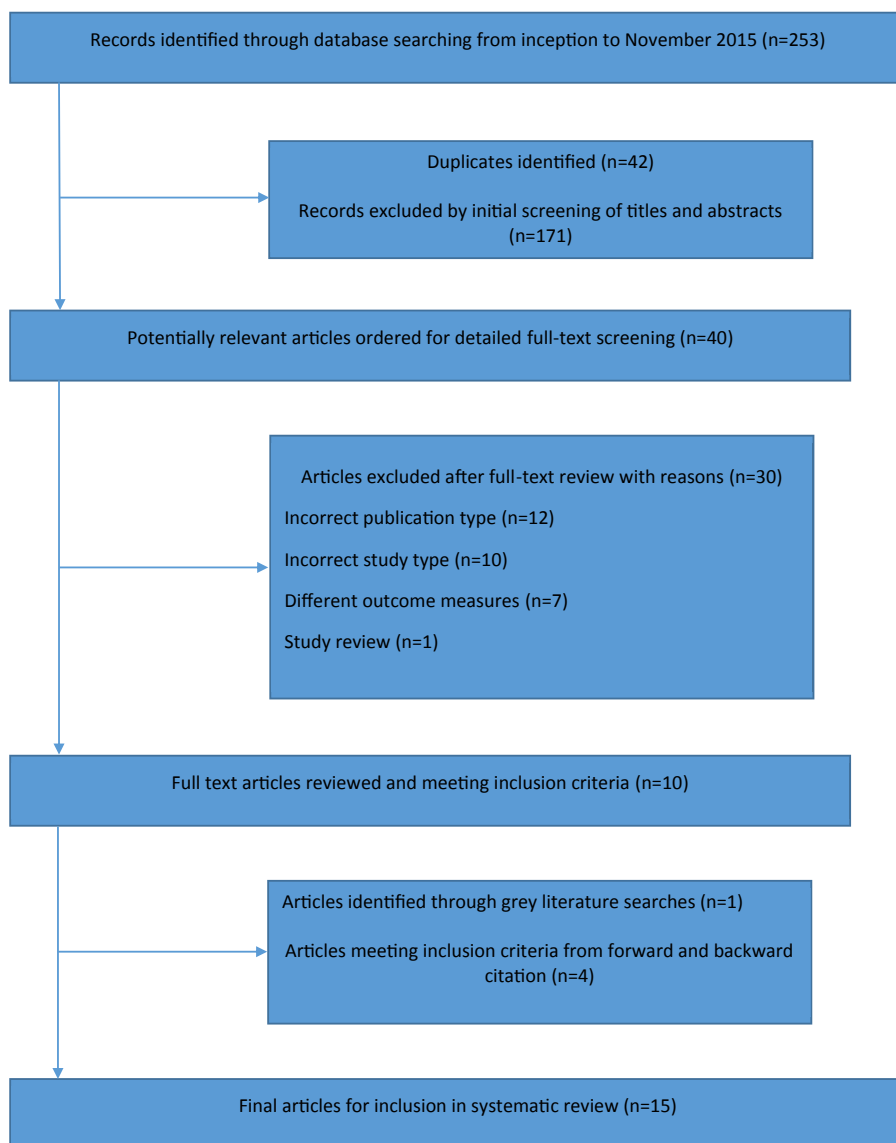 Records identified through database searching from inception to November 2015 (n=253)
Duplicates identified (n=42)
Records excluded by initial screening of titles and abstracts
(n=171)
Potentially relevant articles ordered for detailed full-text screening (n=40)
Articles excluded after full-text review with reasons (n=30)
Incorrect publication type (n=12)
Incorrect study type (n=10)
Different outcome measures (n=7)
Study review (n=1)
Full text articles reviewed and meeting inclusion criteria (n=10)
Articles identified through grey literature searches (n=1)
Articles meeting inclusion criteria from forward and backward
citation (n=4)
Final articles for inclusion in systematic review (n=15)